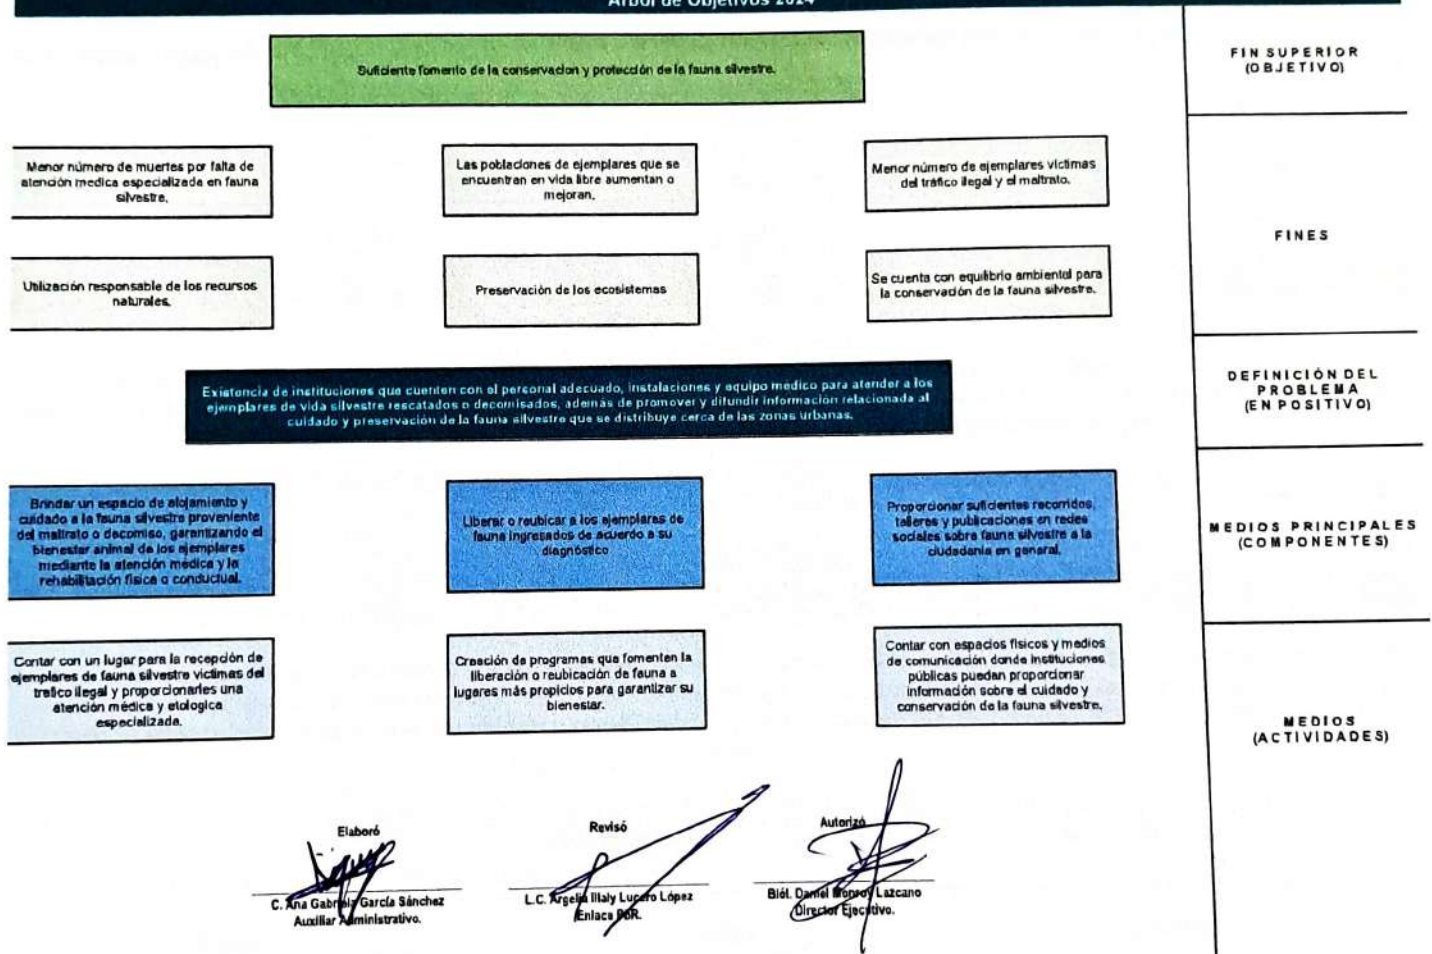 Árbol de Objetivos 2024
Suficiente fomento de la conservacion y protección de la fauna silvestre.
FIN SUPERIOR
(OBJETIVO)
Menor número de muertes por falta de
atención medica especializada en fauna
silvestre.
Las poblaciones de ejemplares que se
encuentran en vida libre aumentan o
mejoran.
Menor número de ejemplares victimas
del tráfico ilegal y el maltrato.
Utilización responsable de los recursos
naturales.
Preservación de los ecosistemas
Se cuenta con equilibrio ambiental para
la conservación de la fauna silvestre.
FINES
Existencia de instituciones que cuenten con el personal adecuado, instalaciones y equipo médico para atender a los
ejemplares de vida silvestre rescatados o decomisados, además de promover y difundir información relacionada al
cuidado y preservación de la fauna silvestre que se distribuye cerca de las zonas urbanas.
DEFINICIÓN DEL
PROBLEMA
(EN POSITIVO)
Brindar un espacio de alojamiento y
cuidado a la fauna silvestre proveniente
del maltrato o decomiso, garantizando el
bienestar animal de los ejemplares
mediante la atención médica y la
rehabilitación física o conductual.
Liberar o reubicar a los ejemplares de
fauna ingresados de acuerdo a su
diagnóstico
Proporcionar suficientes recorridos,
talleres y publicaciones en redes
sociales sobre fauna silvestre a la
ciudadania en general.
MEDIOS PRINCIPALES
(COMPONENTES)
Contar con un lugar para la recepción de
ejemplares de fauna silvestre victimas del
trafico ilegal y proporcionarles una
atención médica y etologica
especializada.
Creación de programas que fomenten la
liberación o reubicación de fauna a
lugares más propicios para garantizar su
bienestar.
Contar con espacios físicos y medios
de comunicación donde instituciones
públicas puedan proporcionar
información sobre el cuidado y
conservación de la fauna silvestre.
MEDIOS
(ACTIVIDADES)
Elaboró
C. Ana Gabriela García Sánchez
Auxiliar Administrativo.
Revisó
L.C. Argelia Illaly Lucero López
Enlace PbR.
Autorizó
Biól. Daniel Monroy Lazcano
Director Ejecutivo.